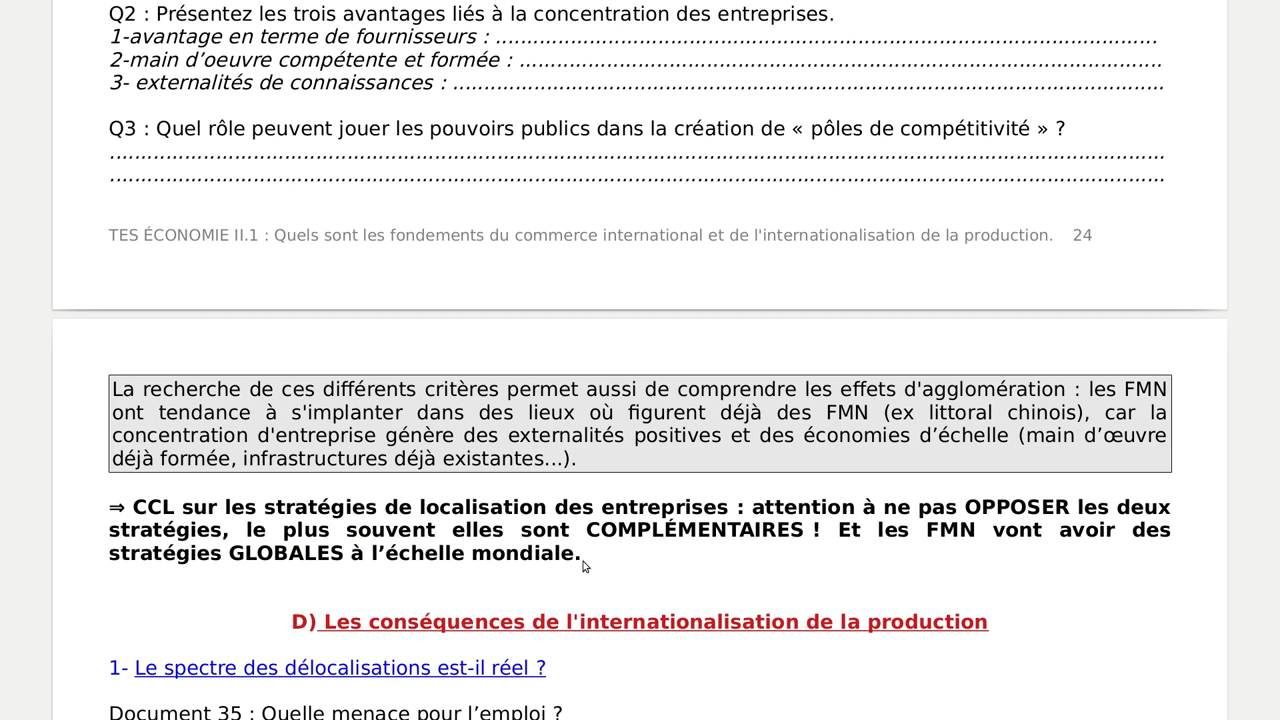 Q2 : Présentez les trois avantages liés à la concentration des entreprises.
1-avantage en terme de fournisseurs : ................................................................................................................
2-main d’oeuvre compétente et formée : .............................................................................................................
3- externalités de connaissances : ........................................................................................................................
Q3 : Quel rôle peuvent jouer les pouvoirs publics dans la création de « pôles de compétitivité » ?
..................................................................................................................................................................................
..................................................................................................................................................................................
TES ÉCONOMIE II.1 : Quels sont les fondements du commerce international et de l'internationalisation de la production. 24
La recherche de ces différents critères permet aussi de comprendre les effets d'agglomération : les FMN
ont tendance à s'implanter dans des lieux où figurent déjà des FMN (ex littoral chinois), car la
concentration d'entreprise génère des externalités positives et des économies d’échelle (main d’œuvre
déjà formée, infrastructures déjà existantes...).
⇒ CCL sur les stratégies de localisation des entreprises : attention à ne pas OPPOSER les deux
stratégies, le plus souvent elles sont COMPLÉMENTAIRES ! Et les FMN vont avoir des
stratégies GLOBALES à l’échelle mondiale.
D) Les conséquences de l'internationalisation de la production
1- Le spectre des délocalisations est-il réel ?
Document 35 : Quelle menace pour l’emploi ?